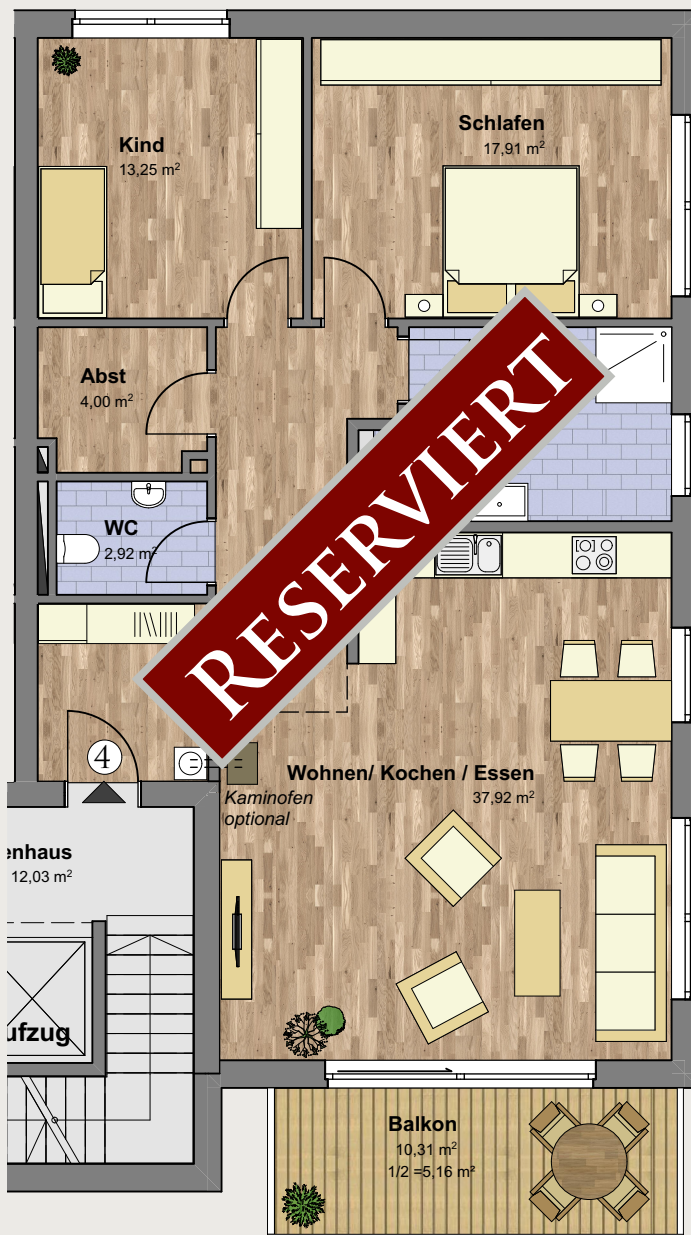 Kind
13,25 m²
Schlafen
17,91 m²
Abst
4,00 m²
WC
2,92 m²
RESERVIERT
4
Wohnen/ Kochen / Essen
37,92 m²
Kaminofen
optional
enhaus
12,03 m²
ufzug
Balkon
10,31 m²
1/2 =5,16 m²